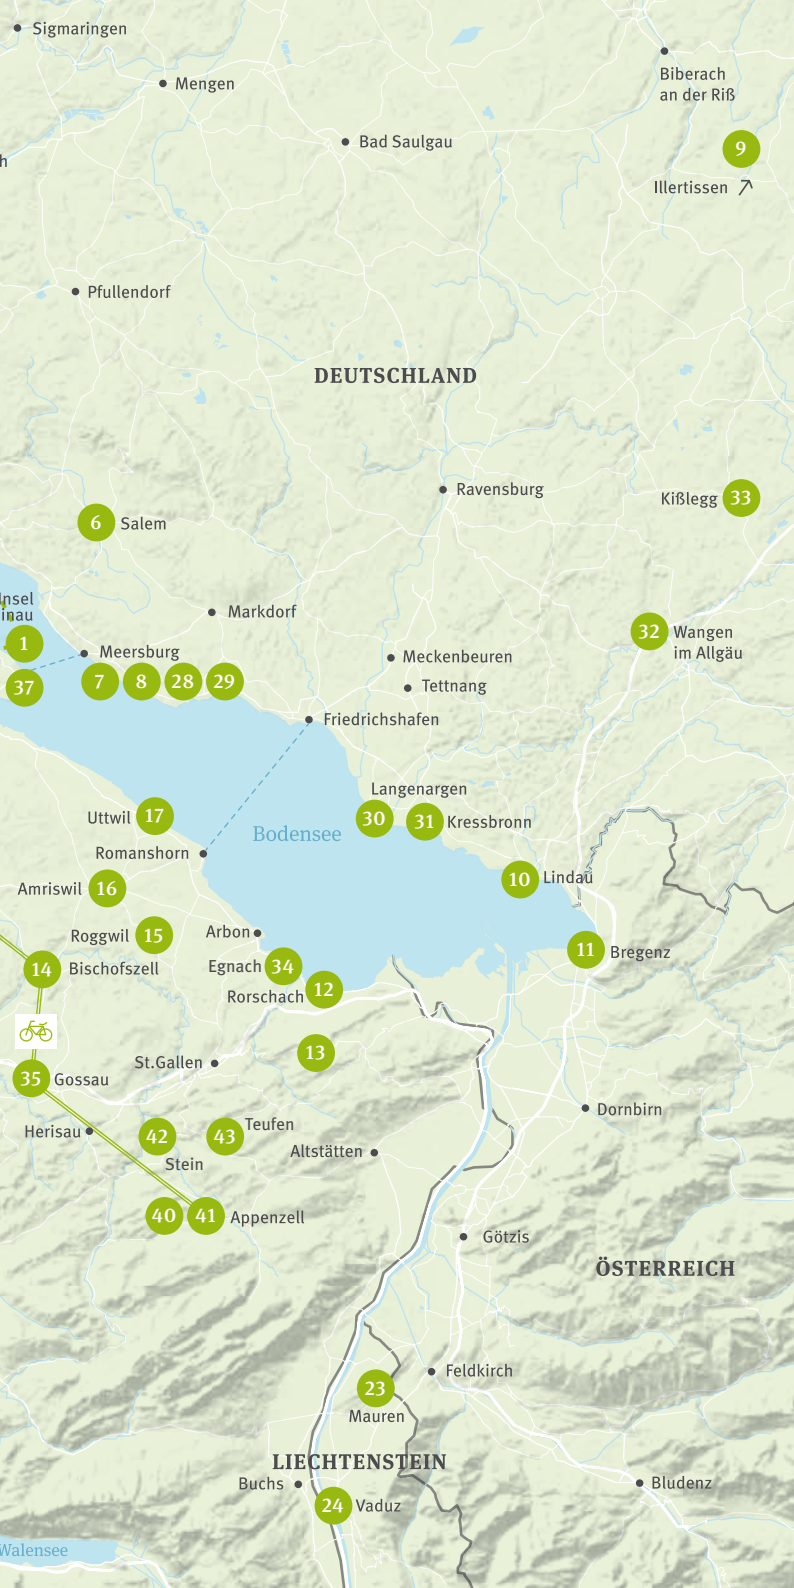 Sigmaringen
Mengen
Biberach
an der Riß
Bad Saulgau
9
h
Illertissen
Pfullendorf
DEUTSCHLAND
Ravensburg
Kißlegg 33
6 Salem
Insel
inau
1
Markdorf
32 Wangen
im Allgäu
Meersburg
Meckenbeuren
37
7 8 28 29
Tettnang
Friedrichshafen
Langenargen
Uttwil 17
30 31 Kressbronn
Bodensee
Romanshorn
Amriswil 16
10 Lindau
Roggwil 15
Arbon
11 Bregenz
14 Bischofszell
Egnach 34
Rorschach 12
13
St.Gallen
35 Gossau
Dornbirn
Herisau
42
43 Teufen
Stein
Altstätten
40 41 Appenzell
Götzis
ÖSTERREICH
Feldkirch
23
Mauren
LIECHTENSTEIN
Buchs
Bludenz
24 Vaduz
Walensee